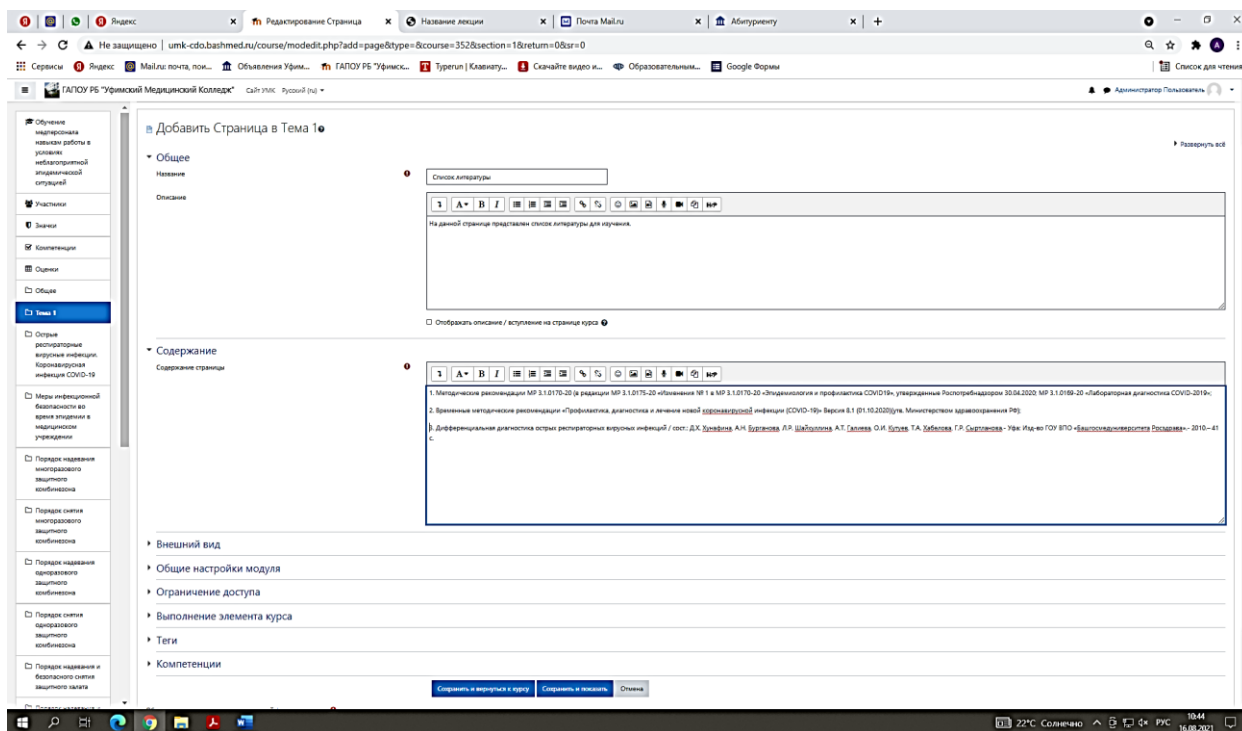 Яндекс
Редактирование Страница
Название лекции
Почта Mail.ru
Абитуриенту
Не защищено | umk-cdo.bashmed.ru/course/modedit.php?add=page&type=&course=352&section=1&return=0&sr=0
Сервисы
Яндекс
Mail.ru: почта, пои...
Объявления Уфим...
ГАПОУ РБ "Уфимск...
Typerun | Клавиату...
Скачайте видео и...
Образовательным...
Google Формы
Список для чтения
ГАПОУ РБ "Уфимский Медицинский Колледж"
Сайт УМК
Русский (ru)
Администратор Пользователь
Обучение
медперсонала
навыкам работы в
условиях
неблагоприятной
эпидемической
ситуацией
Участники
Значки
Компетенции
Оценки
Общее
Тема 1
Острые
респираторные
вирусные инфекции.
Коронавирусная
инфекция COVID-19
Меры инфекционной
безопасности во
время эпидемии в
медицинском
учреждении
Порядок надевания
многоразового
защитного
комбинезона
Порядок снятия
многоразового
защитного
комбинезона
Порядок надевания
одноразового
защитного
комбинезона
Порядок снятия
одноразового
защитного
комбинезона
Порядок надевания и
безопасного снятия
защитного халата
Добавить Страница в Тема 1
Развернуть всё
Общее
Название
Список литературы
Описание
На данной странице представлен список литературы для изучения.
Отображать описание / вступление на странице курса
Содержание
Содержание страницы
1. Методические рекомендации МР 3.1.0170-20 (в редакции МР 3.1.0175-20 «Изменения № 1 в МР 3.1.0170-20 «Эпидемиология и профилактика COVID19», утвержденные Роспотребнадзором 30.04.2020; МР 3.1.0169-20 «Лабораторная диагностика COVID-2019»;
2. Временные методические рекомендации «Профилактика, диагностика и лечение новой коронавирусной инфекции (COVID-19)» Версия 8.1 (01.10.2020)(утв. Министерством здравоохранения РФ);
3. Дифференциальная диагностика острых респираторных вирусных инфекций / сост.: Д.Х. Хунафина, А.Н. Бурганова, Л.Р. Шайхуллина, А.Т. Галиева, О.И. Кутуев, Т.А. Хабелова, Г.Р. Сыртланова.- Уфа: Изд-во ГОУ ВПО «Башгосмедуниверситета Росздрава».- 2010.– 41
с.
Внешний вид
Общие настройки модуля
Ограничение доступа
Выполнение элемента курса
Теги
Компетенции
Сохранить и вернуться к курсу
Сохранить и показать
Отмена
22°C Солнечно
РУС
10:44
16.08.2021